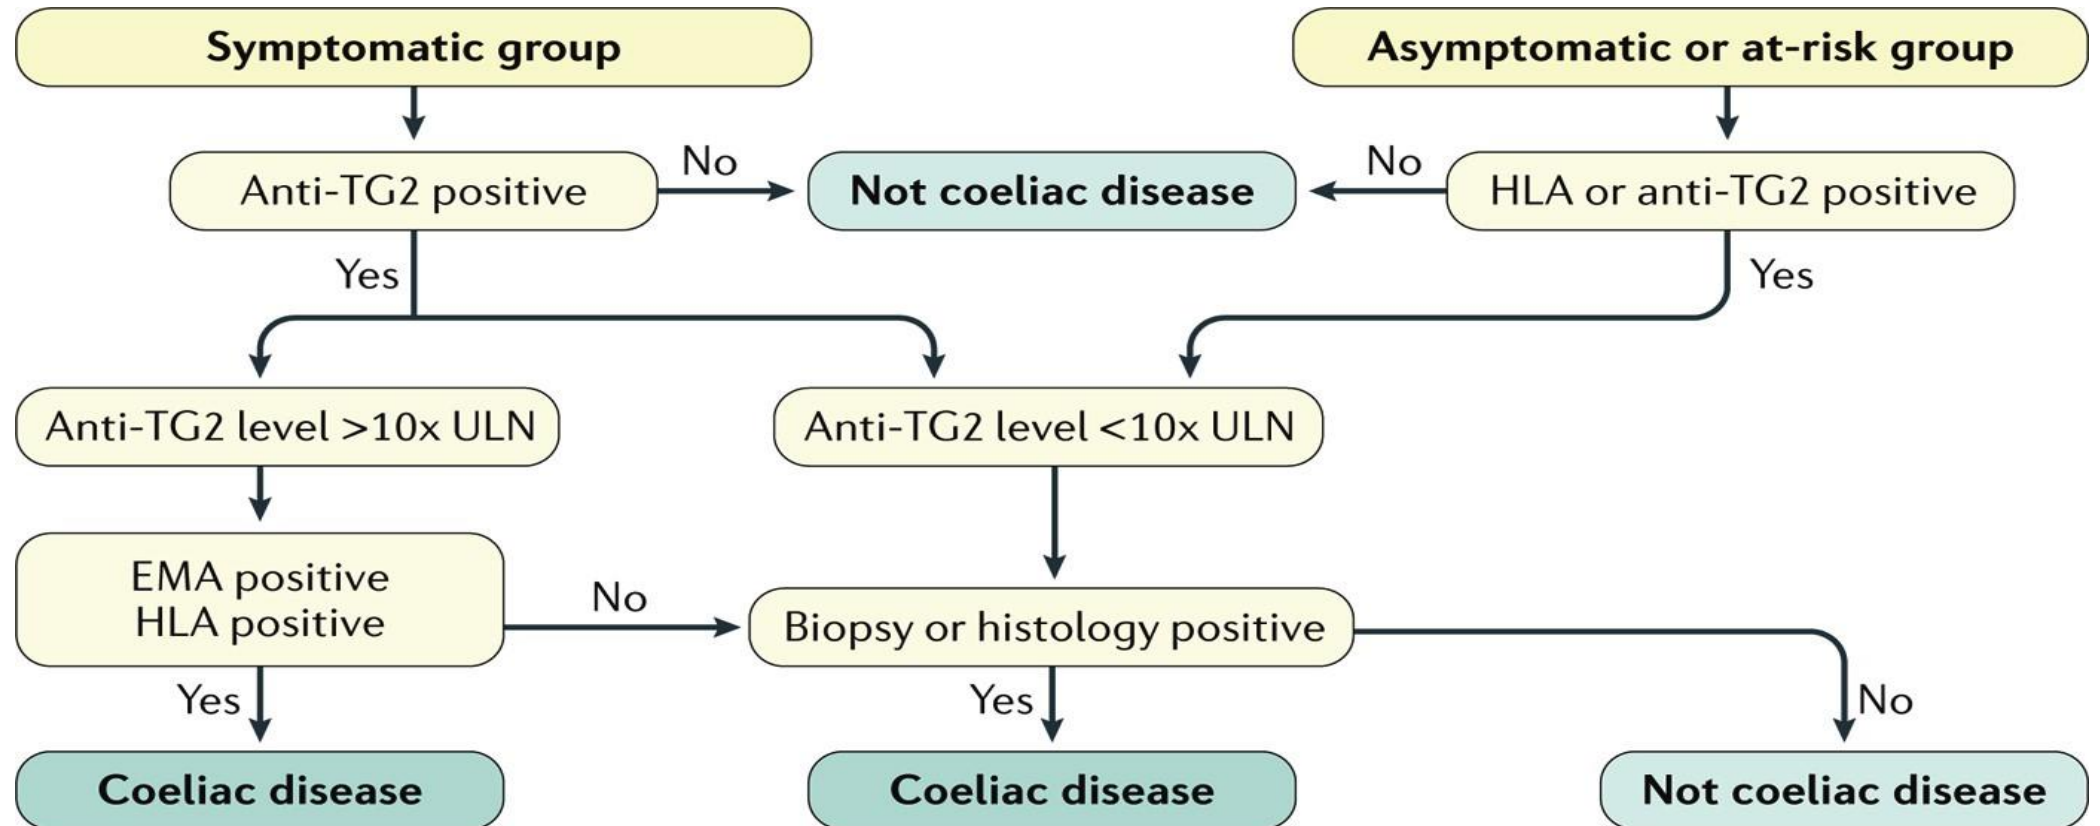 Symptomatic group
Asymptomatic or at-risk group
Anti-TG2 positive
No
Not coeliac disease
No
HLA or anti-TG2 positive
Yes
Yes
Anti-TG2 level >10x ULN
Anti-TG2 level <10x ULN
EMA positive
HLA positive
No
Biopsy or histology positive
Yes
Yes
No
Coeliac disease
Coeliac disease
Not coeliac disease